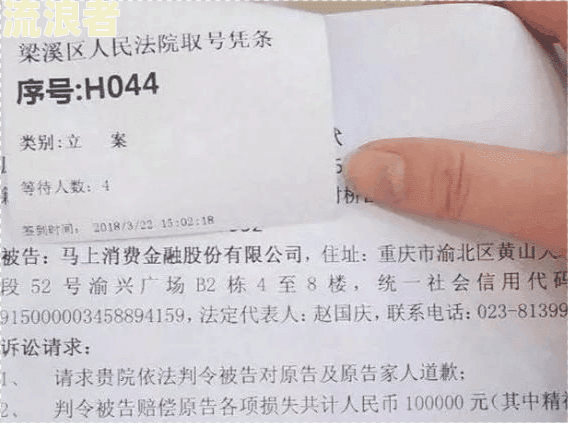 流浪者
梁溪区人民法院取号凭条
序号:H044
类别:立 案
等待人数: 4
签到时间: 2018/3/22 15:02:18
被告:马上消费金融股份有限公司,住址:重庆市渝北区黄山大
段 52 号渝兴广场 B2 栋 4 至 8 楼,统一社会信用代码
915000003458894159,法定代表人:赵国庆,联系电话:023-81399
诉讼请求:
1、 请求贵院依法判令被告对原告及原告家人道歉;
2、 判令被告赔偿原告各项损失共计人民币 100000 元(其中精神